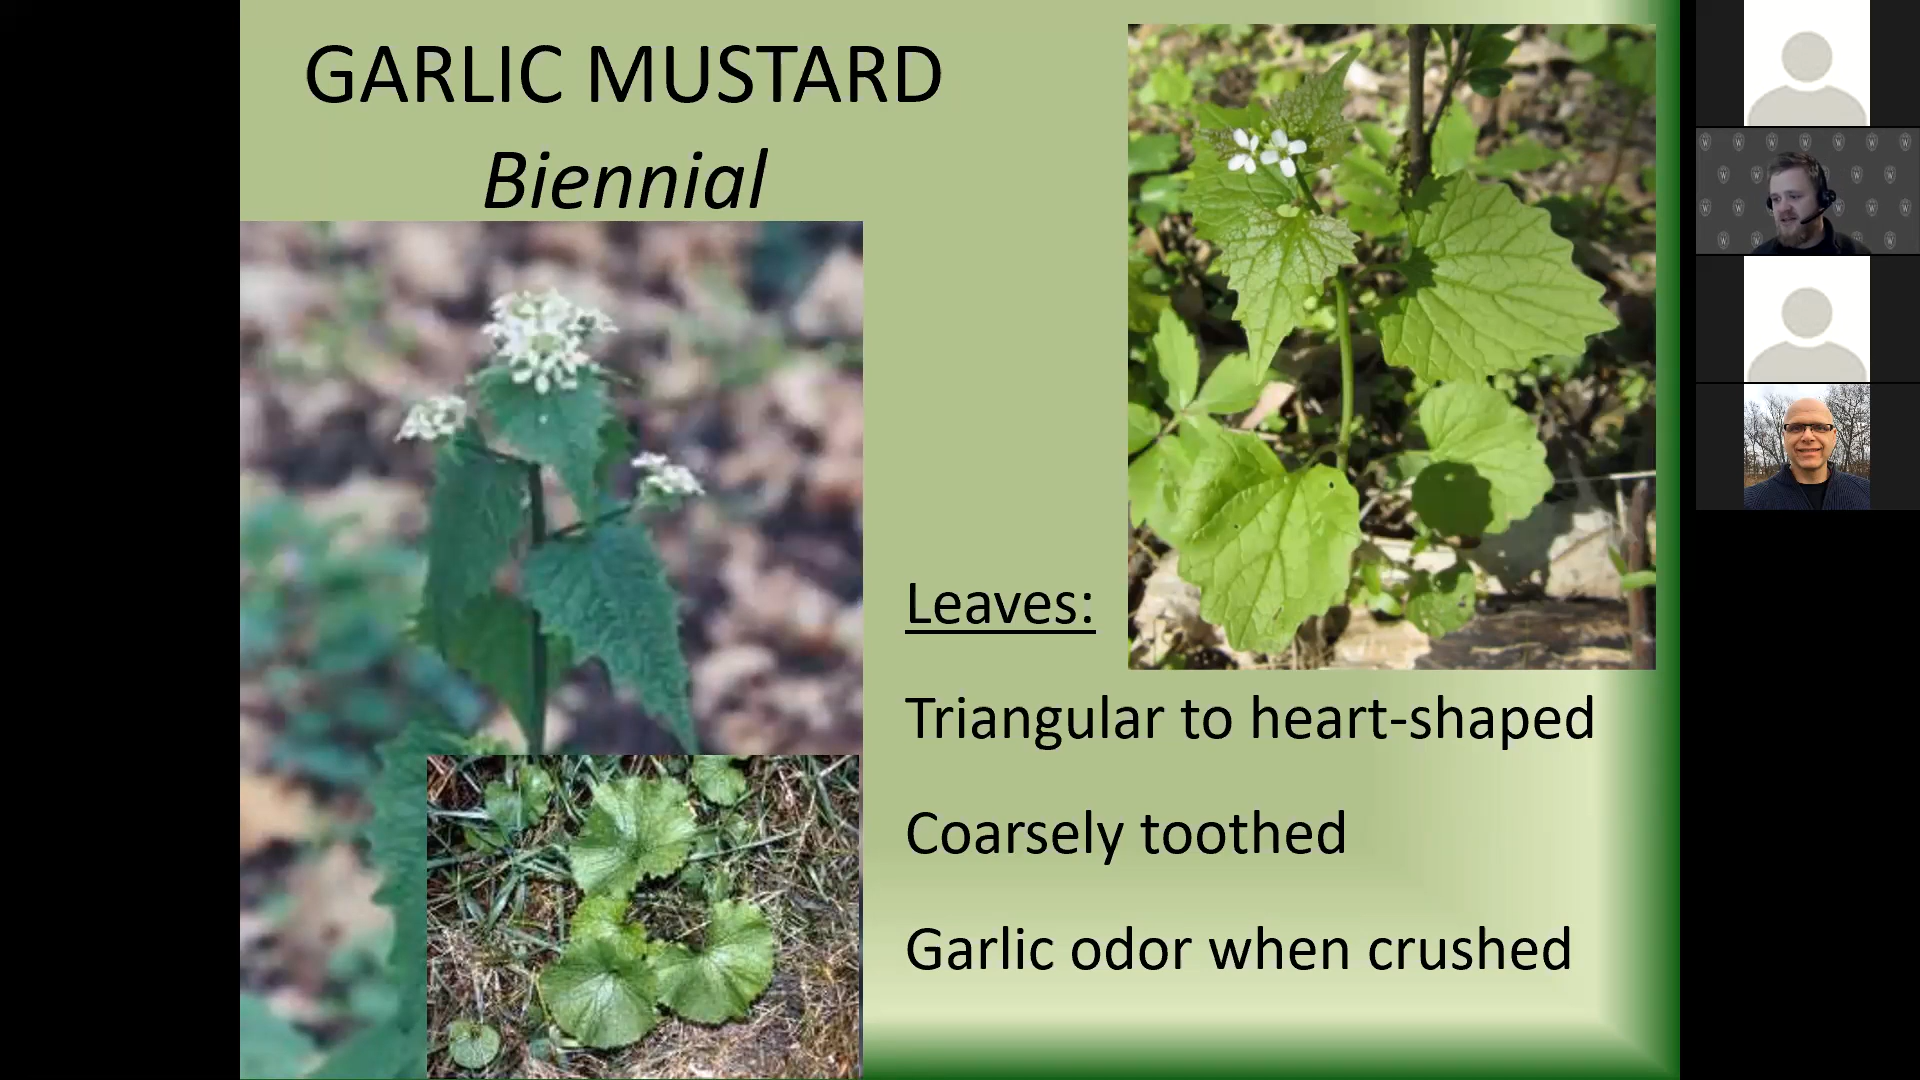 GARLIC MUSTARD
Biennial
Leaves:
Triangular to heart-shaped
Coarsely toothed
Garlic odor when crushed